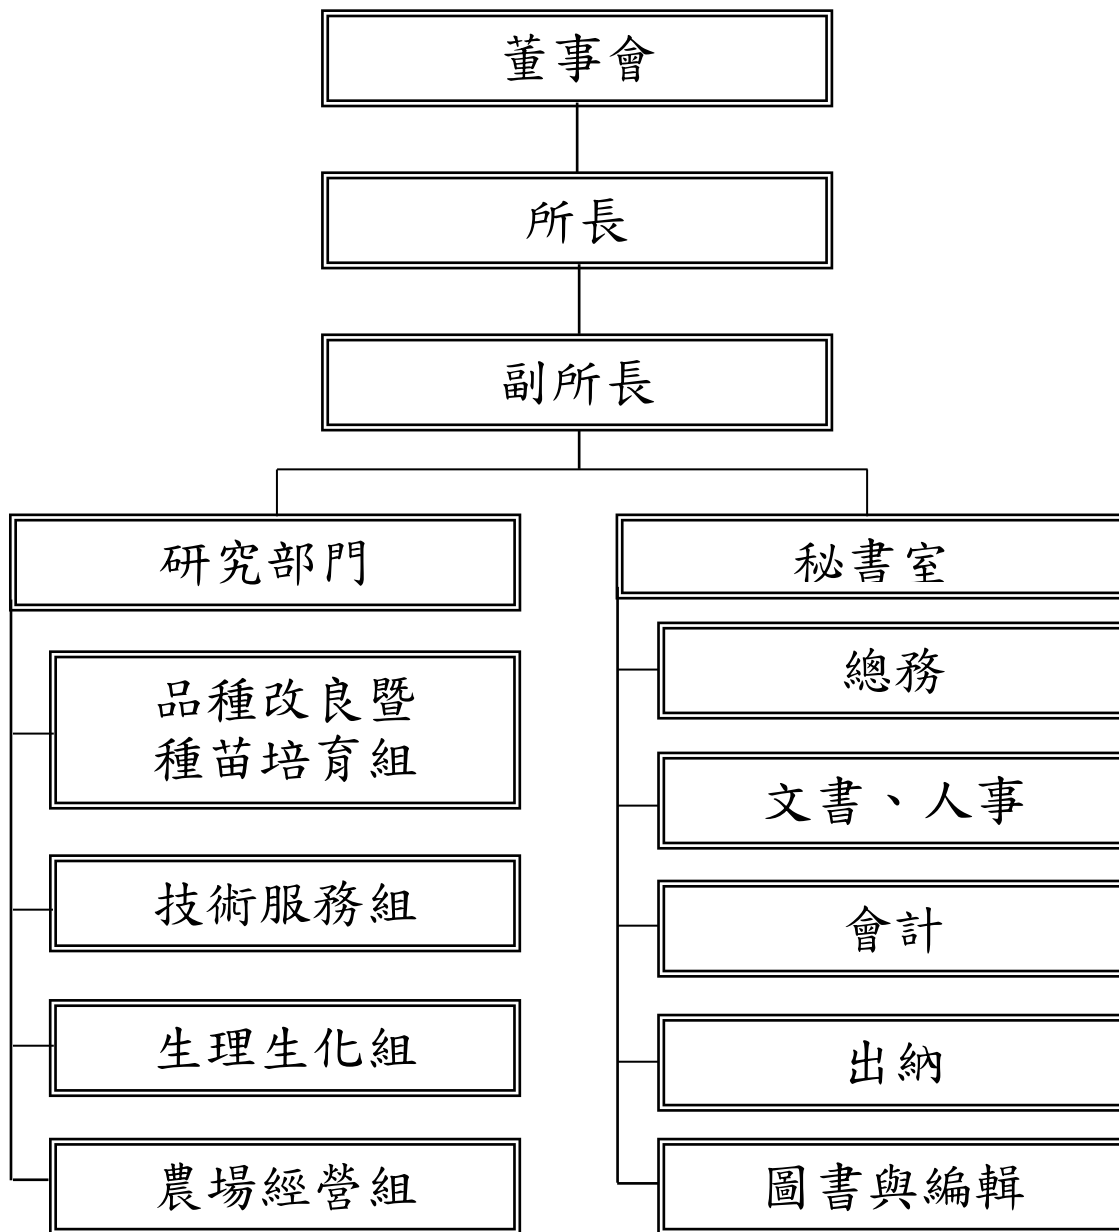 董事會
所長
副所長
研究部門
品種改良暨
種苗培育組
技術服務組
生理生化組
農場經營組
秘書室
總務
文書、人事
會計
出納
圖書與編輯